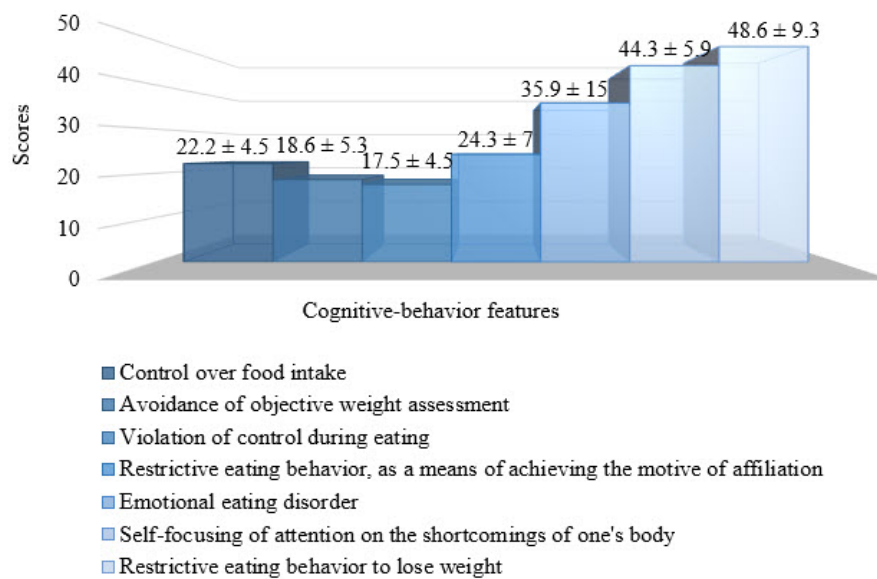 50
40
30
20
10
0
Scores
22.2 ± 4.5
18.6 ± 5.3
17.5 ± 4.5
24.3 ± 7
35.9 ± 15
44.3 ± 5.9
48.6 ± 9.3
Cognitive-behavior features
Control over food intake
Avoidance of objective weight assessment
Violation of control during eating
Restrictive eating behavior, as a means of achieving the motive of affiliation
Emotional eating disorder
Self-focusing of attention on the shortcomings of one's body
Restrictive eating behavior to lose weight